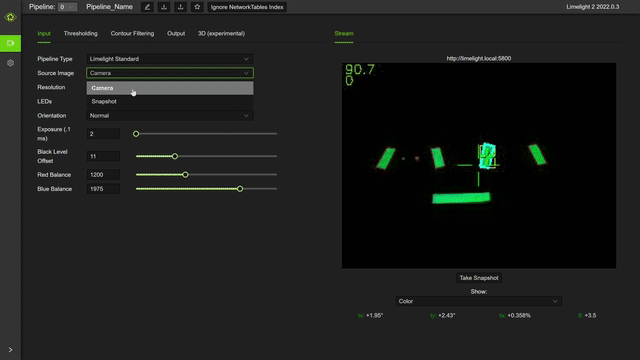 Pipeline: 0 Pipeline_Name Ignore NetworkTables Index Limelight 2 2022.0.3
Input Thresholding Contour Filtering Output 3D (experimental) Stream
Pipeline Type Limelight Standard
http://limelight.local:5800
Source Image Camera
90.7
0
Resolution Camera
LEDs Snapshot
Orientation Normal
Exposure (.1
ms) 2
Black Level
Offset 11
Red Balance 1200
Blue Balance 1975
Take Snapshot
Show:
Color
tx: +1.95° ty: +2.43° ta: +0.358% tl: +3.5